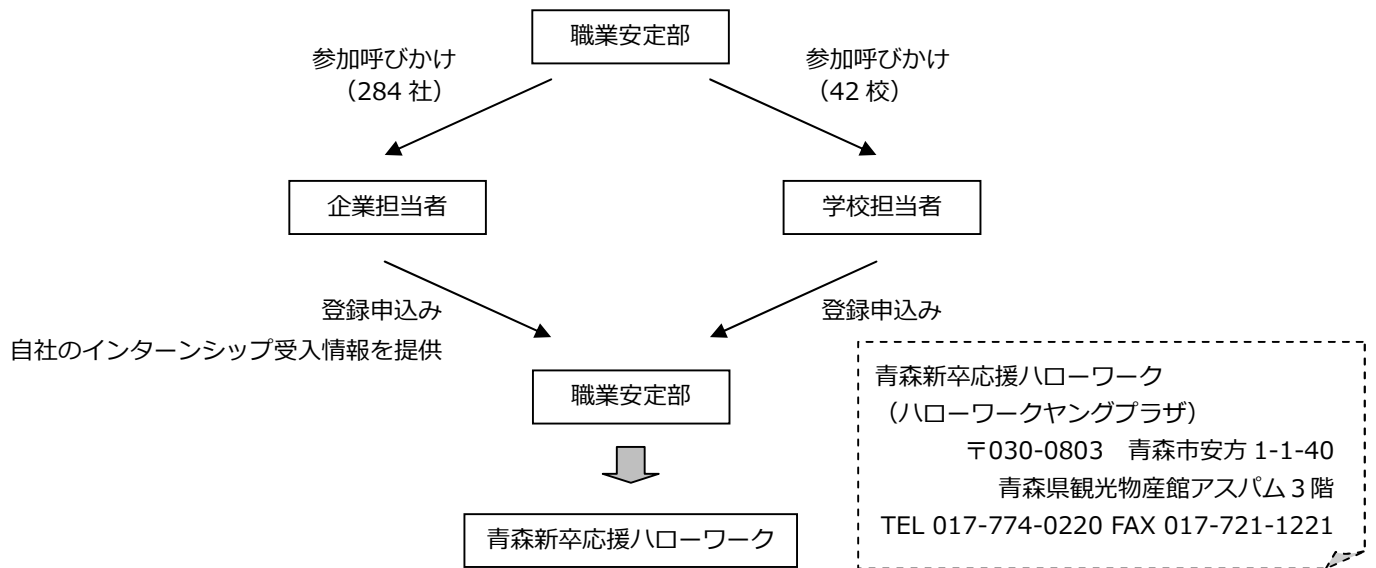 職業安定部
参加呼びかけ
（284 社）
参加呼びかけ
（42 校）
企業担当者
学校担当者
登録申込み
自社のインターンシップ受入情報を提供
登録申込み
職業安定部
青森新卒応援ハローワーク
青森新卒応援ハローワーク
（ハローワークヤングプラザ）
〒030-0803　青森市安方 1-1-40
青森県観光物産館アスパム３階
TEL 017-774-0220 FAX 017-721-1221